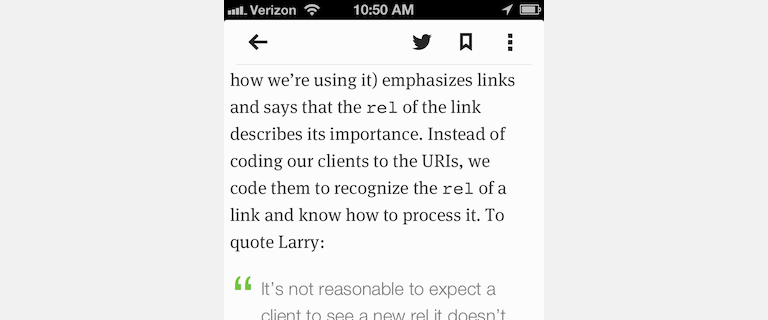 Verizon 10:50 AM
how we’re using it) emphasizes links
and says that the rel of the link
describes its importance. Instead of
coding our clients to the URIs, we
code them to recognize the rel of a
link and know how to process it. To
quote Larry:
“ It’s not reasonable to expect a
client to see a new rel it doesn’t